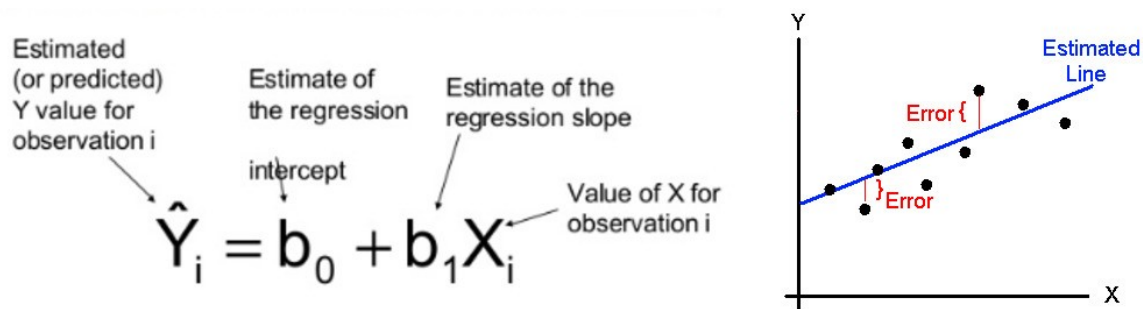 Estimated
(or predicted)
Y value for
observation i
Estimate of
the regression
intercept
Estimate of the
regression slope
Value of X for
observation i
Ŷᵢ = b₀ + b₁Xᵢ
Y
Estimated
Line
Error {
} Error
X